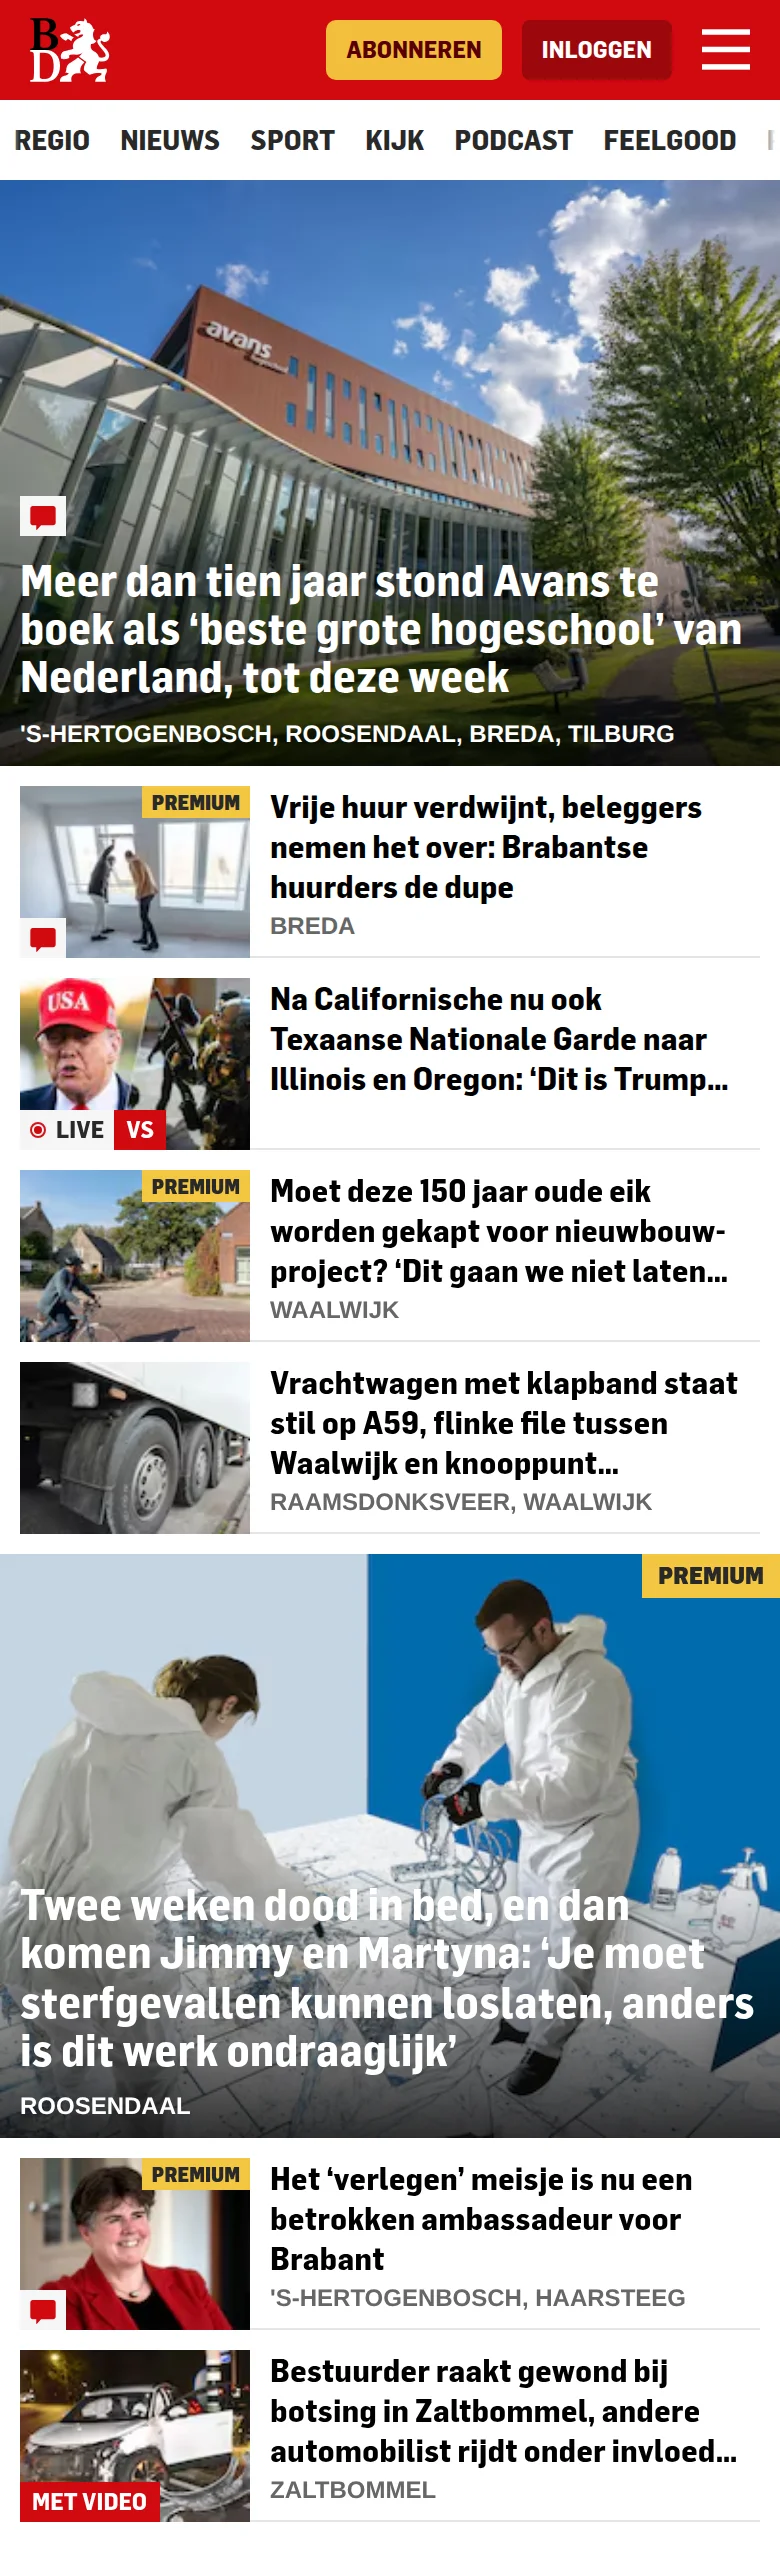 BD
ABONNEREN
INLOGGEN
REGIO NIEUWS SPORT KIJK PODCAST FEELGOOD
avans
Meer dan tien jaar stond Avans te
boek als ‘beste grote hogeschool’ van
Nederland, tot deze week
'S-HERTOGENBOSCH, ROOSENDAAL, BREDA, TILBURG
PREMIUM
Vrije huur verdwijnt, beleggers
nemen het over: Brabantse
huurders de dupe
BREDA
USA
LIVE VS
Na Californische nu ook
Texaanse Nationale Garde naar
Illinois en Oregon: ‘Dit is Trump...
PREMIUM
Moet deze 150 jaar oude eik
worden gekapt voor nieuwbouw-
project? ‘Dit gaan we niet laten...
WAALWIJK
Vrachtwagen met klapband staat
stil op A59, flinke file tussen
Waalwijk en knooppunt...
RAAMSDONKSVEER, WAALWIJK
PREMIUM
Twee weken dood in bed, en dan
komen Jimmy en Martyna: ‘Je moet
sterfgevallen kunnen loslaten, anders
is dit werk ondraaglijk’
ROOSENDAAL
PREMIUM
Het ‘verlegen’ meisje is nu een
betrokken ambassadeur voor
Brabant
'S-HERTOGENBOSCH, HAARSTEEG
MET VIDEO
Bestuurder raakt gewond bij
botsing in Zaltbommel, andere
automobilist rijdt onder invloed...
ZALTBOMMEL